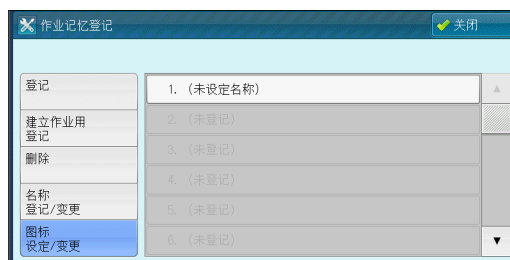 作业记忆登记
关闭
登记
建立作业用
登记
删除
名称
登记/变更
图标
设定/变更
1. (未设定名称)
2. (未登记)
3. (未登记)
4. (未登记)
5. (未登记)
6. (未登记)